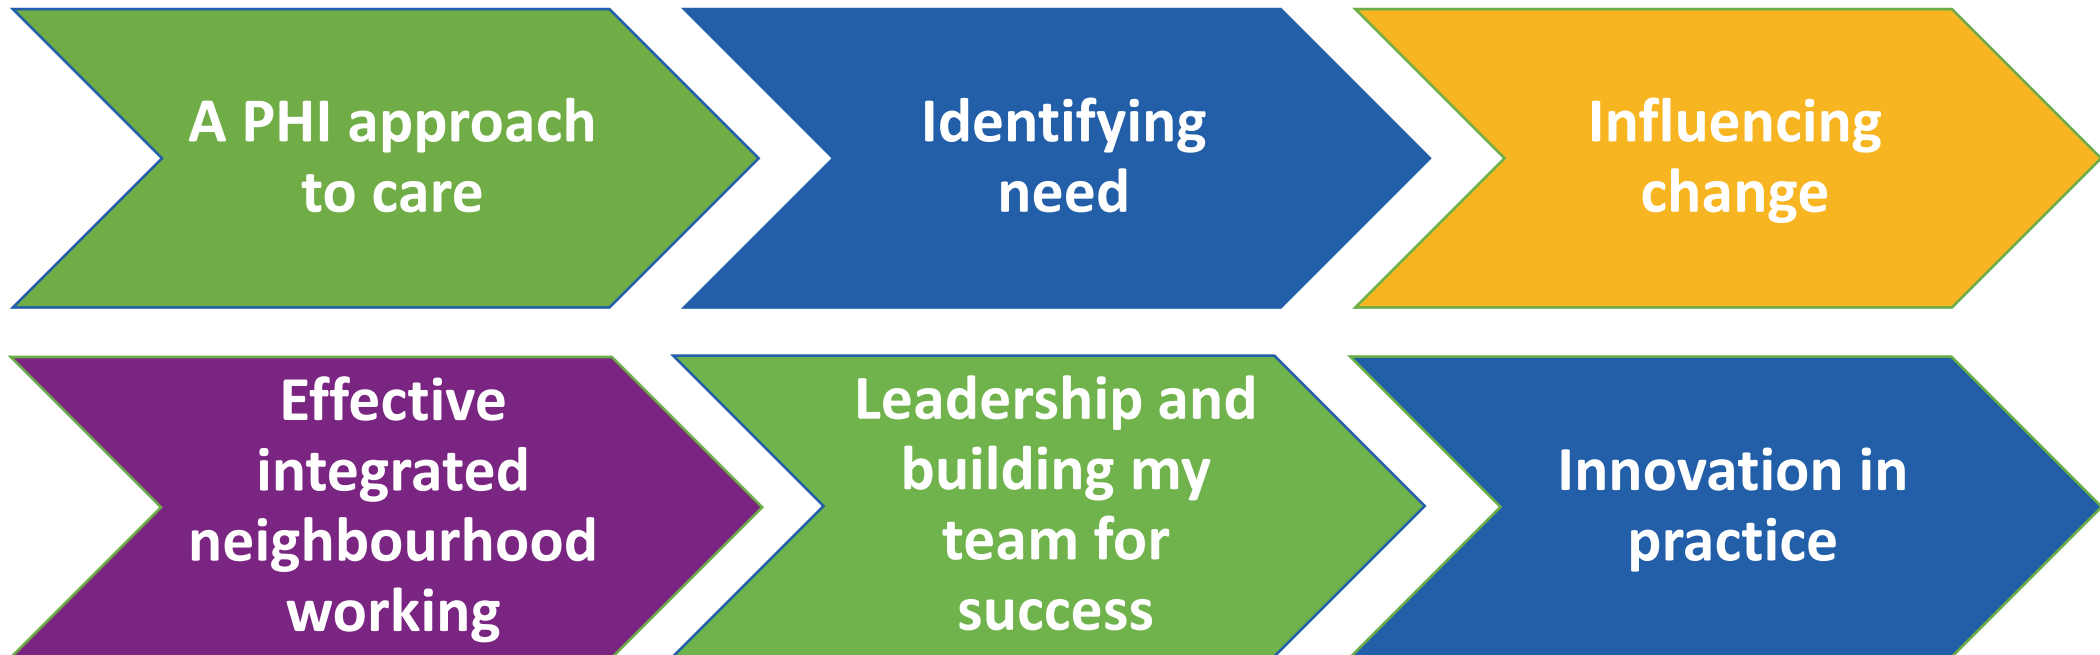 A PHI approach
to care
Identifying
need
Influencing
change
Effective
integrated
neighbourhood
working
Leadership and
building my
team for
success
Innovation in
practice